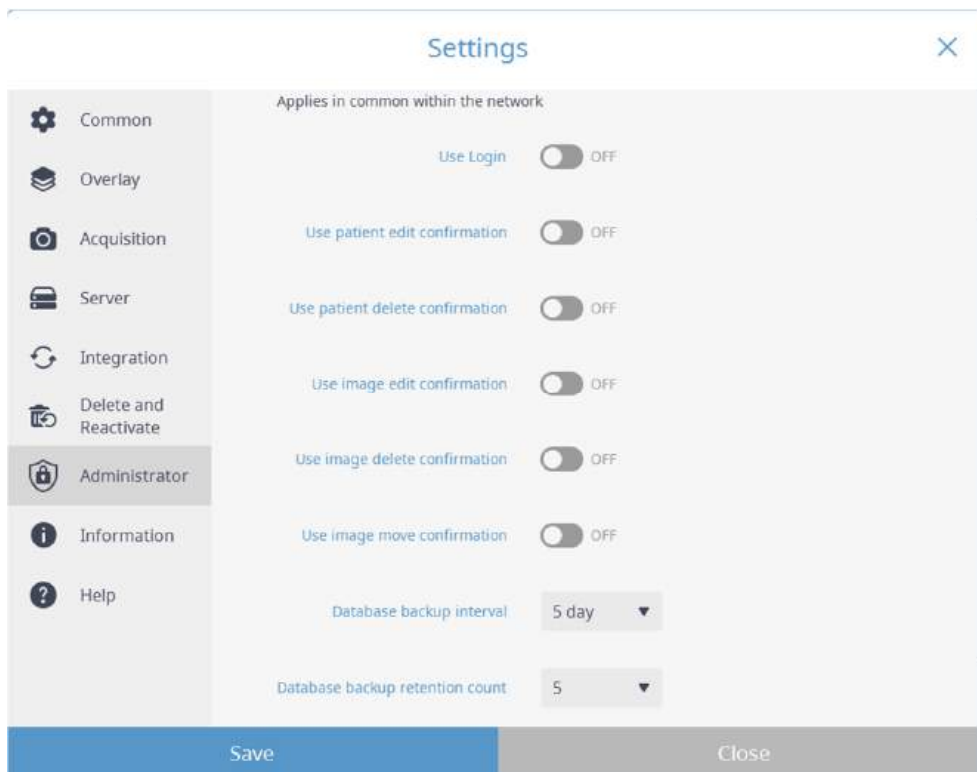 Settings
Common
Overlay
Acquisition
Server
Integration
Delete and
Reactivate
Administrator
Information
Help
Applies in common within the network
Use Login OFF
Use patient edit confirmation OFF
Use patient delete confirmation OFF
Use image edit confirmation OFF
Use image delete confirmation OFF
Use image move confirmation OFF
Database backup interval 5 day
Database backup retention count 5
Save Close